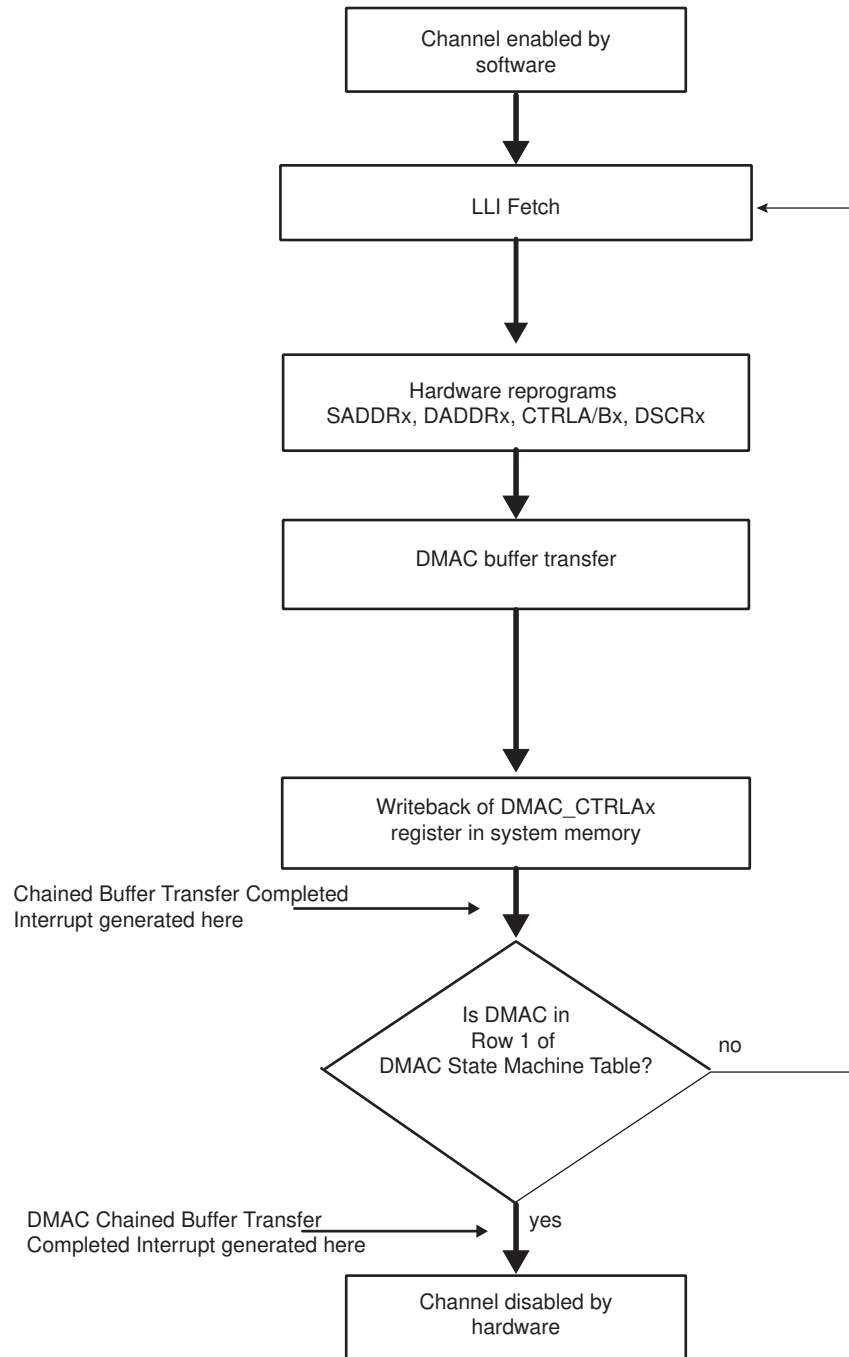 Channel enabled by
software
LLI Fetch
Hardware reprograms
SADDRx, DADDRx, CTRLA/Bx, DSCRx
DMAC buffer transfer
Writeback of DMAC_CTRLAx
register in system memory
Chained Buffer Transfer Completed
Interrupt generated here
Is DMAC in
Row 1 of
DMAC State Machine Table?
no
DMAC Chained Buffer Transfer
Completed Interrupt generated here
yes
Channel disabled by
hardware